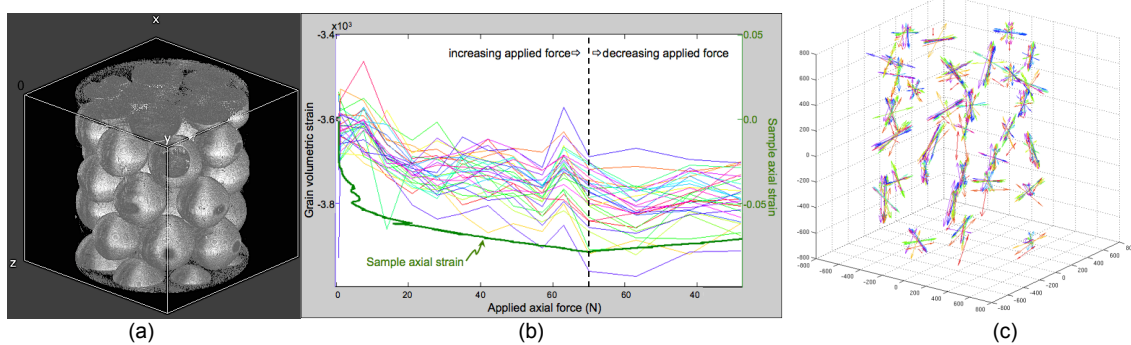 x
0
y
z
(a)
-3.4 x10³
0.05
increasing applied force⇨ ⇨decreasing applied force
-3.6
0.0
Grain volumetric strain
Sample axial strain
-3.8
-0.05
Sample axial strain
0 20 40 60 60 40
Applied axial force (N)
(b)
800
600
400
200
0
-200
-400
-600
-800
-800 -600 -400 -200 0 200 400 600 800
-800 -600 -400 -200 0 200 400 600
(c)